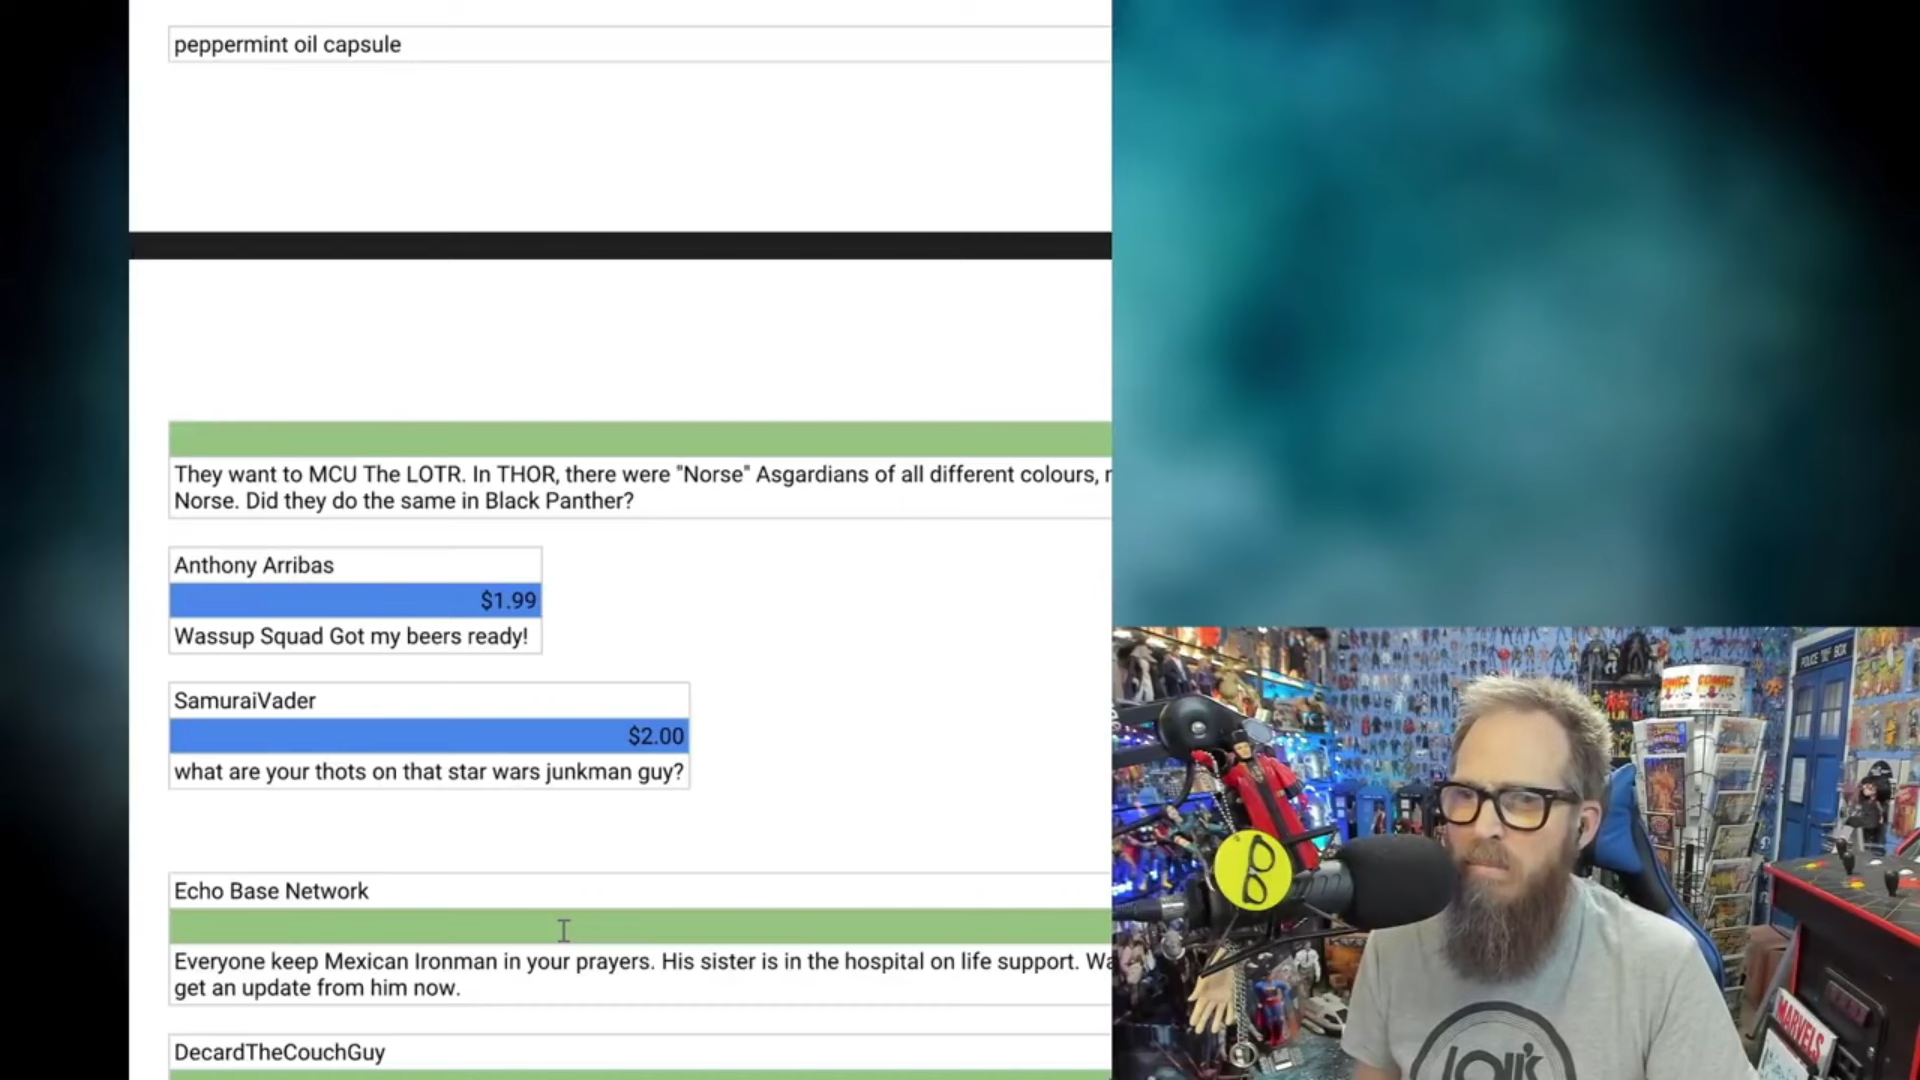 peppermint oil capsule
They want to MCU The LOTR. In THOR, there were "Norse" Asgardians of all different colours,
Norse. Did they do the same in Black Panther?
Anthony Arribas
$1.99
Wassup Squad Got my beers ready!
SamuraiVader
$2.00
what are your thots on that star wars junkman guy?
Echo Base Network
Everyone keep Mexican Ironman in your prayers. His sister is in the hospital on life support.
get an update from him now.
DecardTheCouchGuy
POLICE BOX
COMICS
MARVELS